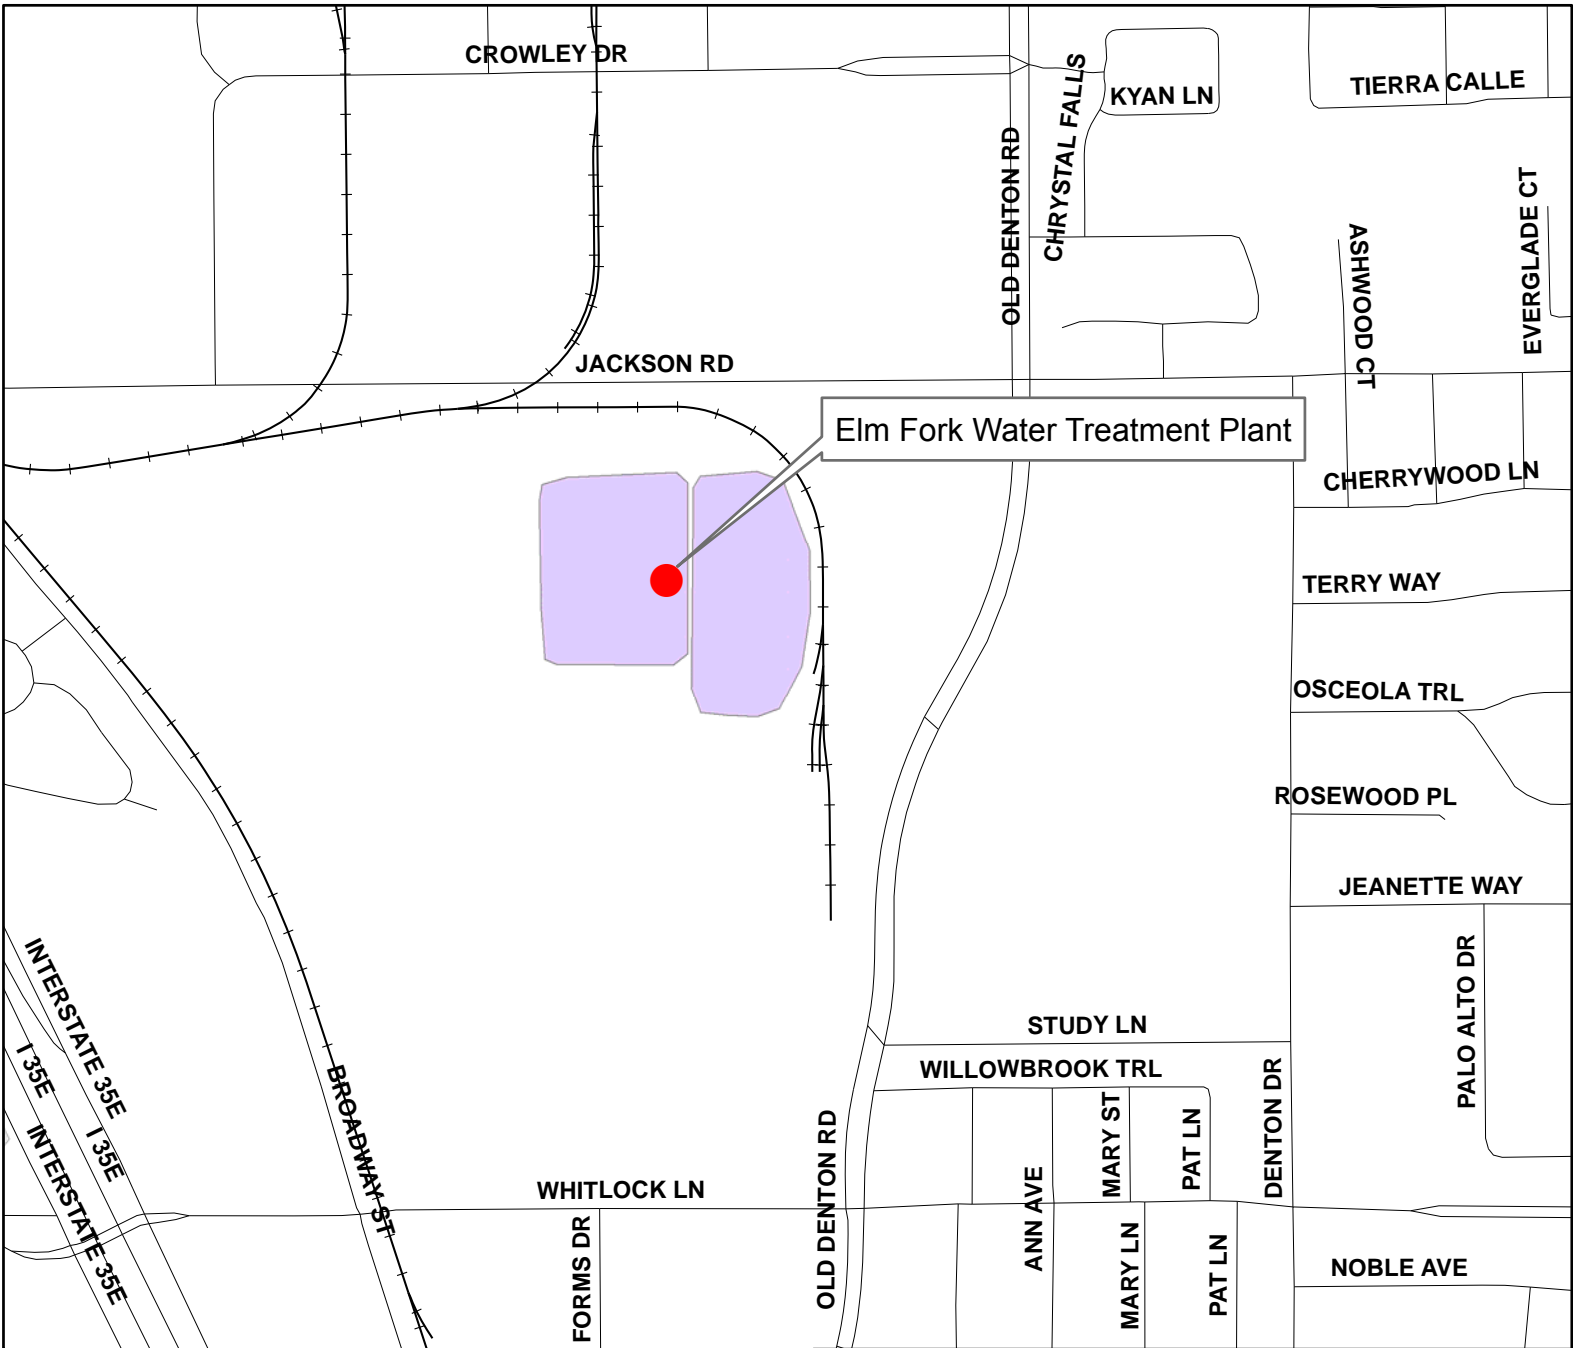 CROWLEY DR
CHRYSTAL FALLS
KYAN LN
TIERRA CALLE
OLD DENTON RD
EVERGLADE CT
ASHWOOD CT
JACKSON RD
Elm Fork Water Treatment Plant
CHERRYWOOD LN
TERRY WAY
OSCEOLA TRL
ROSEWOOD PL
JEANETTE WAY
PALO ALTO DR
INTERSTATE 35E
I 35E
I 35E
INTERSTATE 35E
BROADWAY ST
STUDY LN
WILLOWBROOK TRL
DENTON DR
MARY ST
PAT LN
OLD DENTON RD
ANN AVE
WHITLOCK LN
FORMS DR
MARY LN
PAT LN
NOBLE AVE